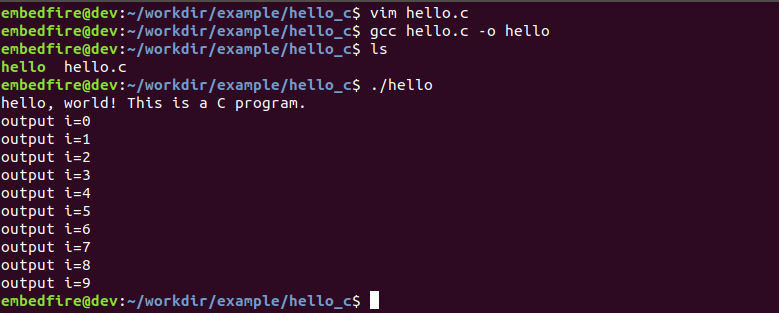 embedfire@dev:~/workdir/example/hello_c$ vim hello.c
embedfire@dev:~/workdir/example/hello_c$ gcc hello.c -o hello
embedfire@dev:~/workdir/example/hello_c$ ls
hello  hello.c
embedfire@dev:~/workdir/example/hello_c$ ./hello
hello, world! This is a C program.
output i=0
output i=1
output i=2
output i=3
output i=4
output i=5
output i=6
output i=7
output i=8
output i=9
embedfire@dev:~/workdir/example/hello_c$